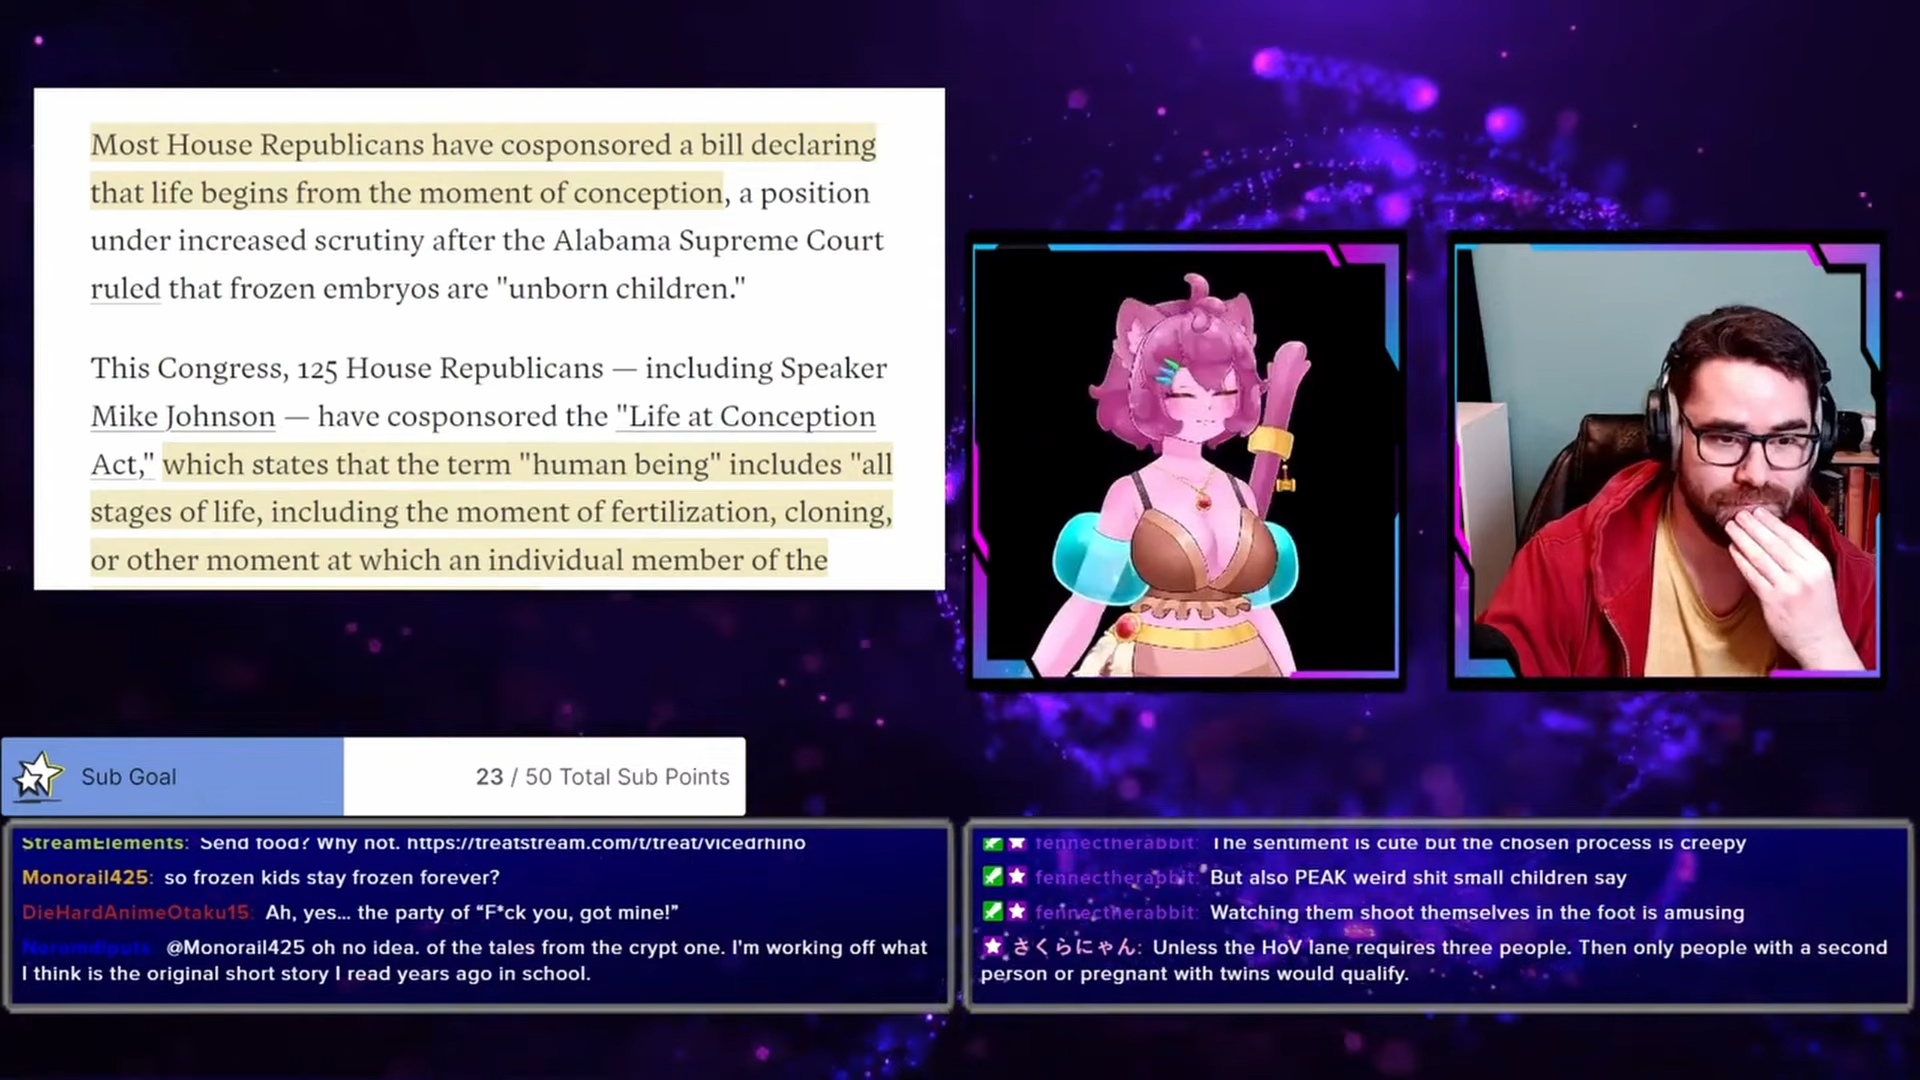 Most House Republicans have cosponsored a bill declaring
that life begins from the moment of conception, a position
under increased scrutiny after the Alabama Supreme Court
ruled that frozen embryos are "unborn children."
This Congress, 125 House Republicans — including Speaker
Mike Johnson — have cosponsored the "Life at Conception
Act," which states that the term "human being" includes "all
stages of life, including the moment of fertilization, cloning,
or other moment at which an individual member of the
Sub Goal
23 / 50 Total Sub Points
StreamElements: Send food? Why not. https://treatstream.com/t/treat/vicedrhino
Monorail425: so frozen kids stay frozen forever?
DieHardAnimeOtaku15: Ah, yes... the party of “F*ck you, got mine!”
@Monorail425 oh no idea. of the tales from the crypt one. I'm working off what
I think is the original short story I read years ago in school.
fennectherabbit: The sentiment is cute but the chosen process is creepy
fennectherabbit: But also PEAK weird shit small children say
fennectherabbit: Watching them shoot themselves in the foot is amusing
さくらにゃん: Unless the HoV lane requires three people. Then only people with a second
person or pregnant with twins would qualify.